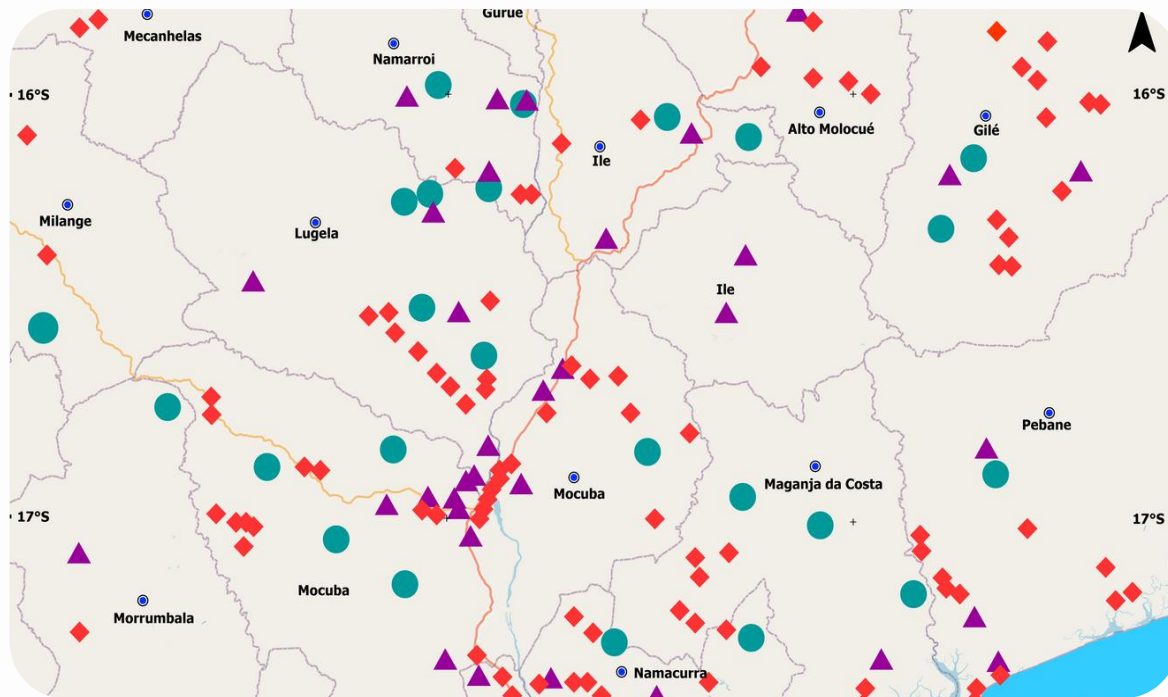 Gurue
Mecanhelas
Namarroi
16°S
16°S
Alto Molocué
Gilé
Ile
Milange
Lugela
Ile
Pebane
Maganja da Costa
Mocuba
17°S
17°S
Mocuba
Morrumbala
Namacurra